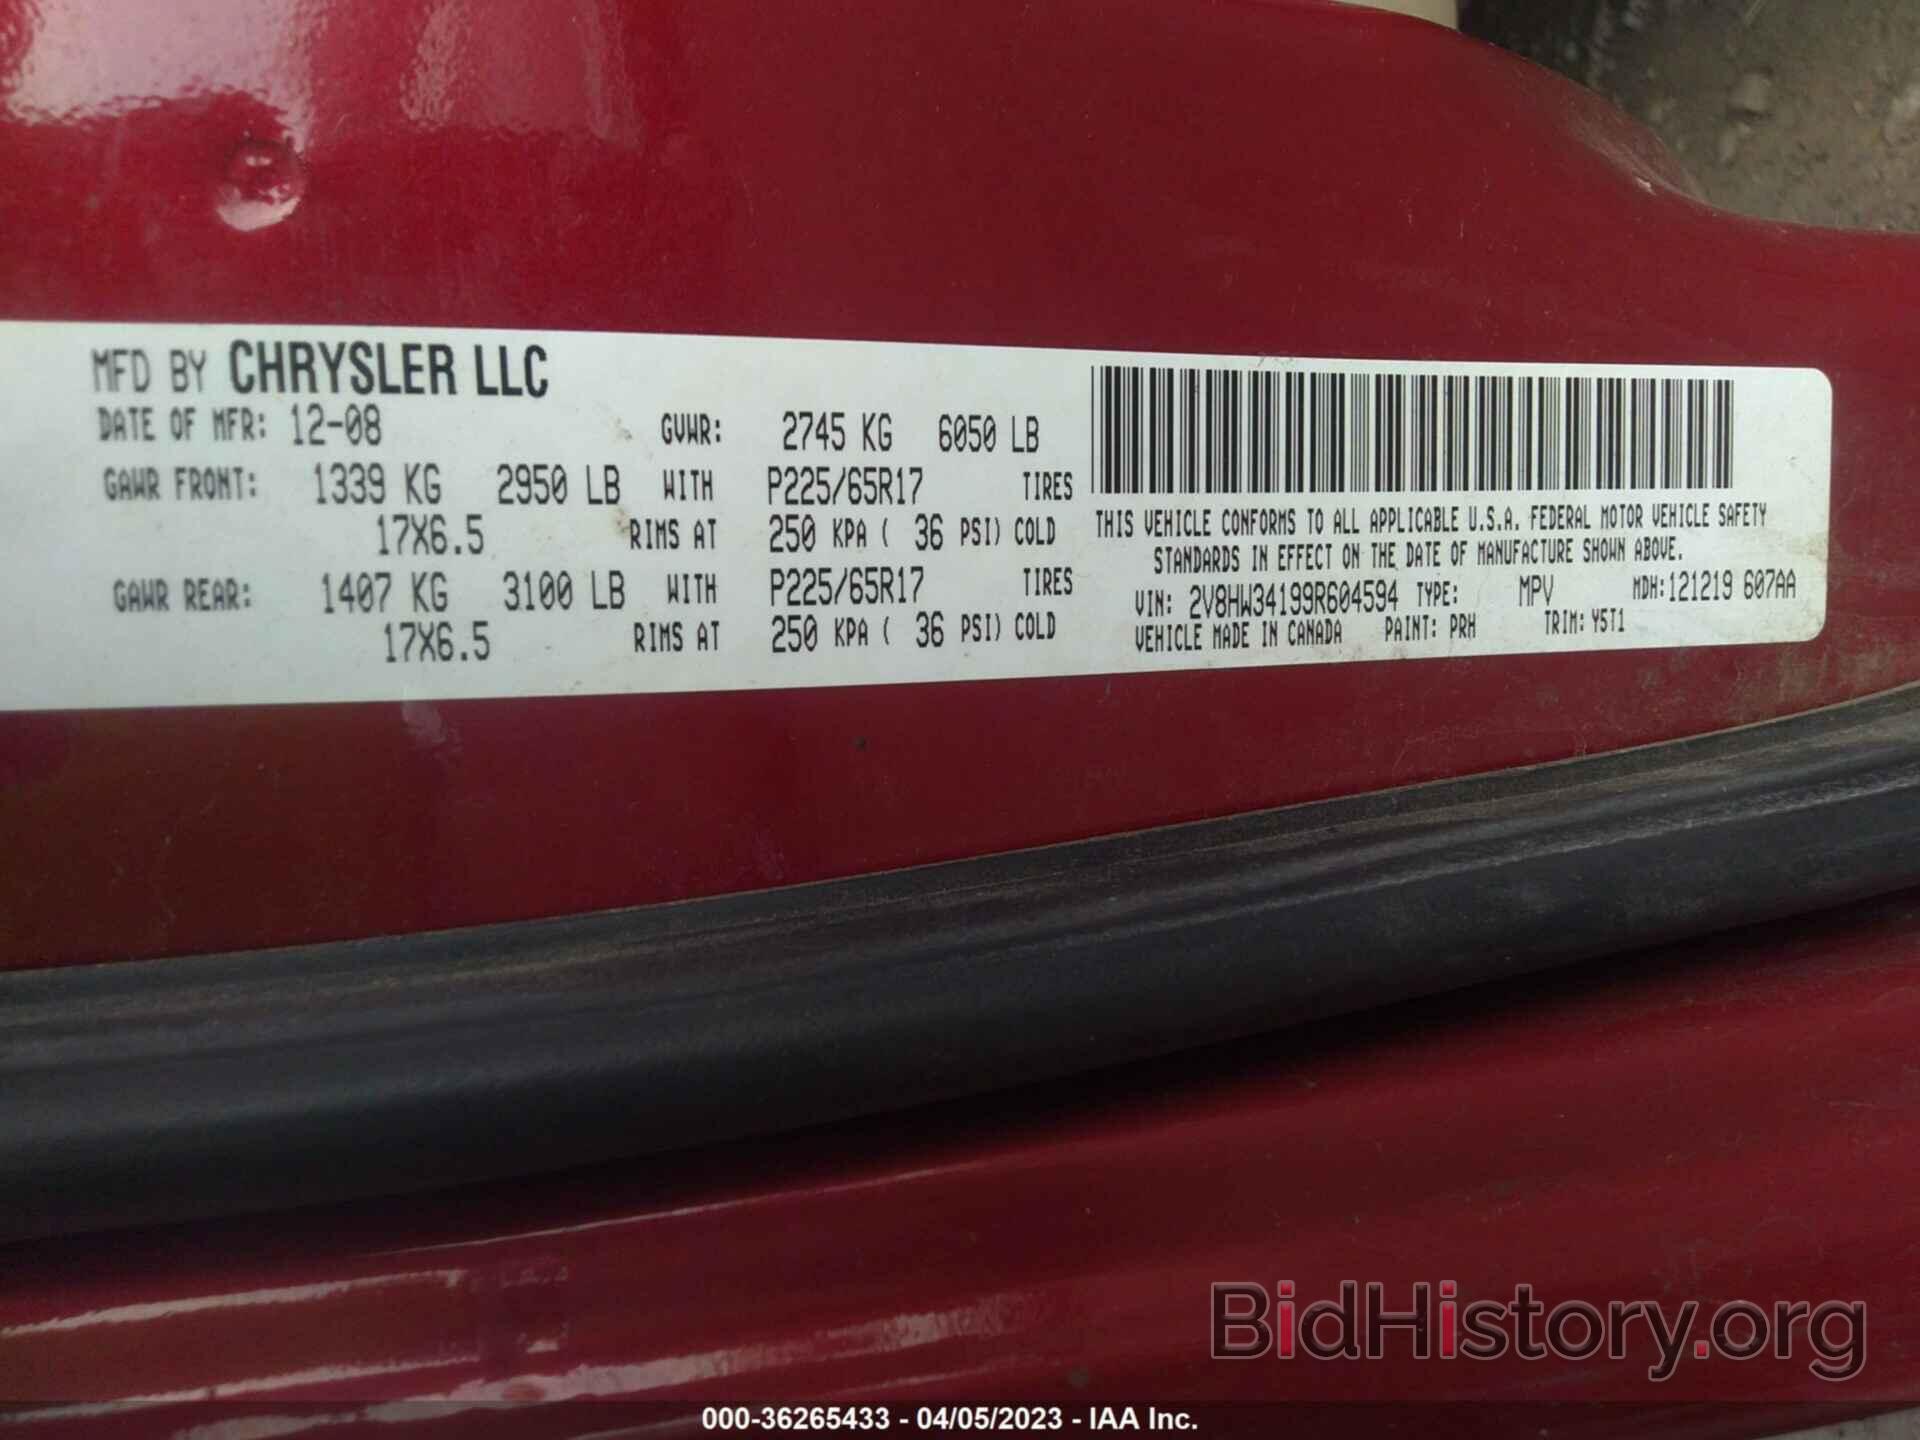 MFD BY CHRYSLER LLC
DATE OF MFR: 12-08 GVWR: 2745 KG 6050 LB
GAWR FRONT: 1339 KG 2950 LB WITH P225/65R17 TIRES
17X6.5 RIMS AT 250 KPA ( 36 PSI) COLD
GAWR REAR: 1407 KG 3100 LB WITH P225/65R17 TIRES
17X6.5 RIMS AT 250 KPA ( 36 PSI) COLD
THIS VEHICLE CONFORMS TO ALL APPLICABLE U.S.A. FEDERAL MOTOR VEHICLE SAFETY
STANDARDS IN EFFECT ON THE DATE OF MANUFACTURE SHOWN ABOVE.
VIN: 2V8HW34199R604594 TYPE: MPV MDH:121219 607AA
VEHICLE MADE IN CANADA PAINT: PRH TRIM: Y5T1
BidHistory.org
000-36265433 - 04/05/2023 - IAA Inc.